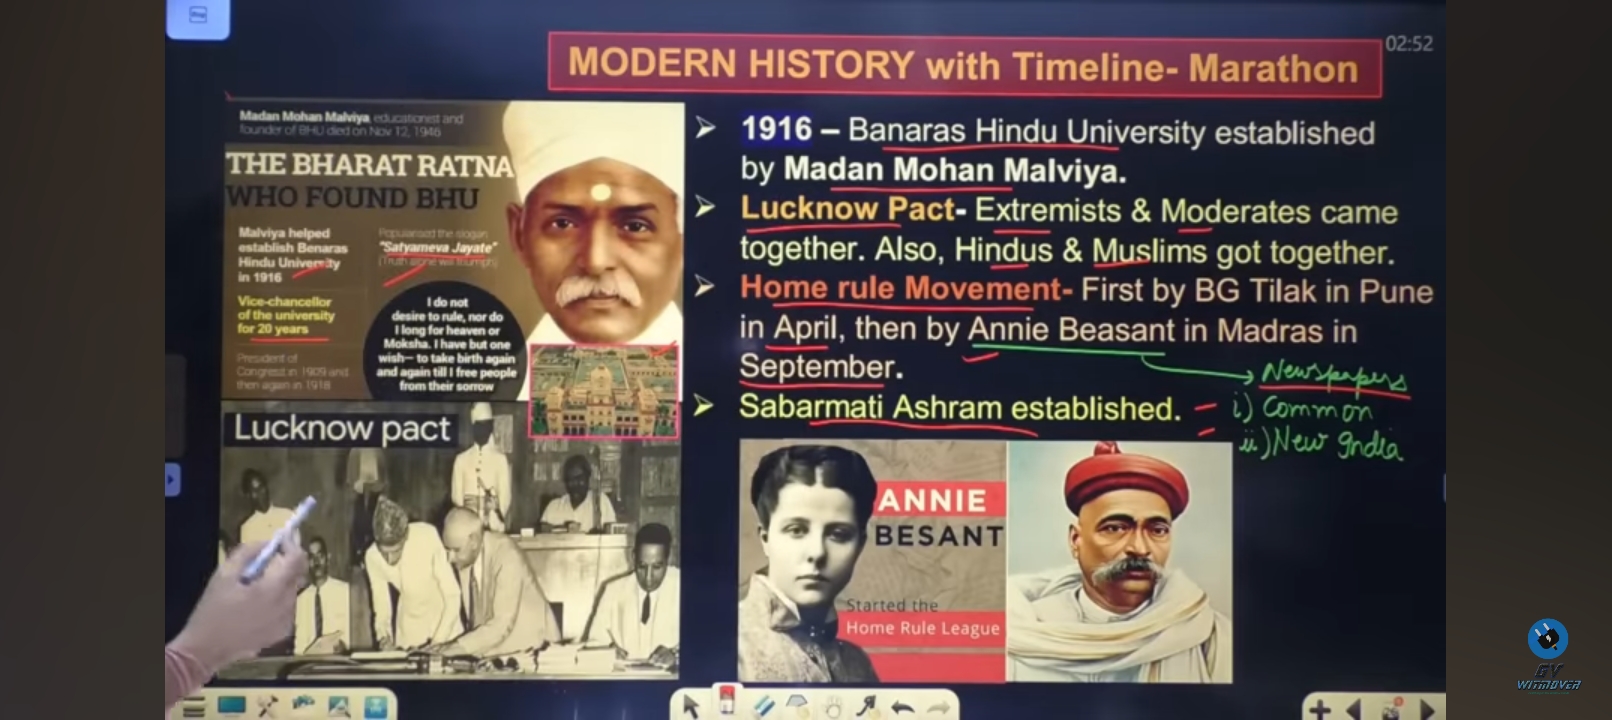 MODERN HISTORY with Timeline- Marathon
02:52
Madan Mohan Malviya, educationist and
founder of BHU died on Nov 12, 1946
THE BHARAT RATNA
WHO FOUND BHU
Malviya helped
establish Benaras
Hindu University
in 1916
Popularised the slogan
"Satyameva Jayate"
(Truth alone will triumph)
Vice-chancellor
of the university
for 20 years
President of
Congress in 1909 and
then again in 1918
I do not
desire to rule, nor do
I long for heaven or
Moksha. I have but one
wish— to take birth again
and again till I free people
from their sorrow
Lucknow pact
➢ 1916 – Banaras Hindu University established
by Madan Mohan Malviya.
➢ Lucknow Pact- Extremists & Moderates came
together. Also, Hindus & Muslims got together.
➢ Home rule Movement- First by BG Tilak in Pune
in April, then by Annie Beasant in Madras in
September.
➢ Sabarmati Ashram established.
Newspapers
i) Common
ii) New India
ANNIE
BESANT
Started the
Home Rule League
GY
WITMOVER